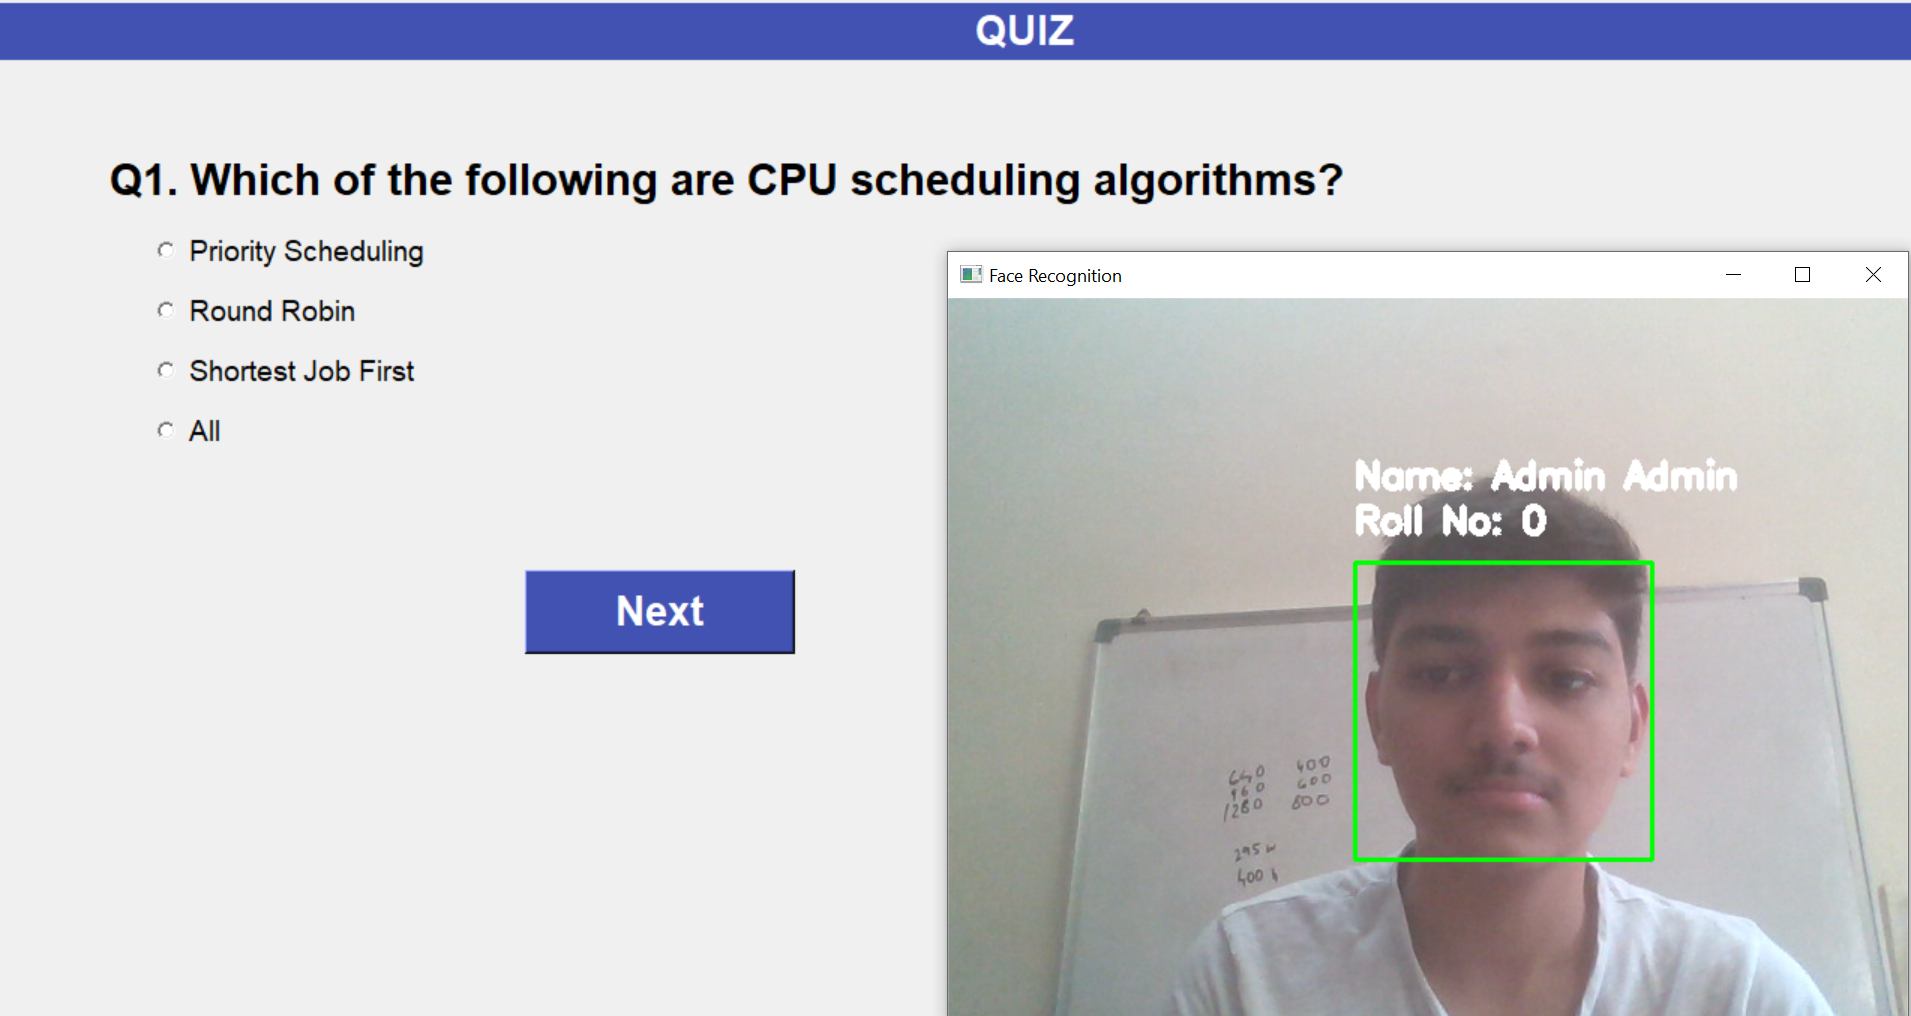 QUIZ
Q1. Which of the following are CPU scheduling algorithms?
Priority Scheduling
Round Robin
Shortest Job First
All
Next
Face Recognition
Name: Admin Admin
Roll No: 0
640 400
960 600
1280 800
295 w
400 h